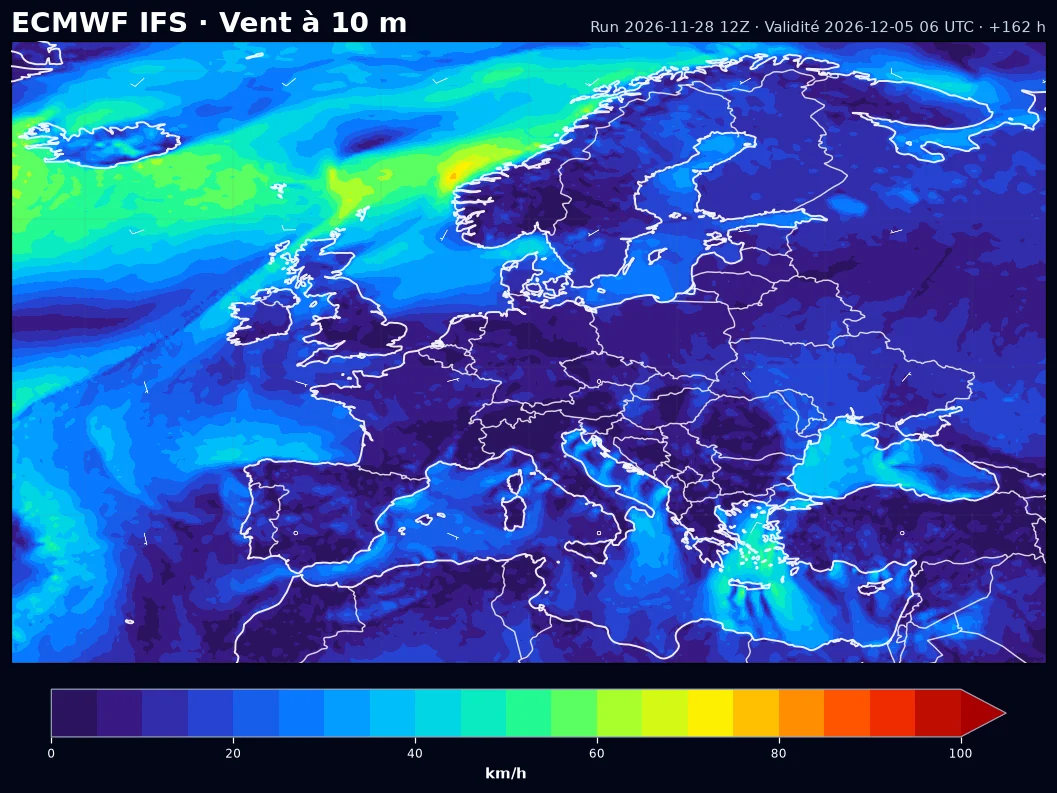 ECMWF IFS · Vent à 10 m
Run 2026-11-28 12Z · Validité 2026-12-05 06 UTC · +162 h
0 20 40 60 80 100
km/h